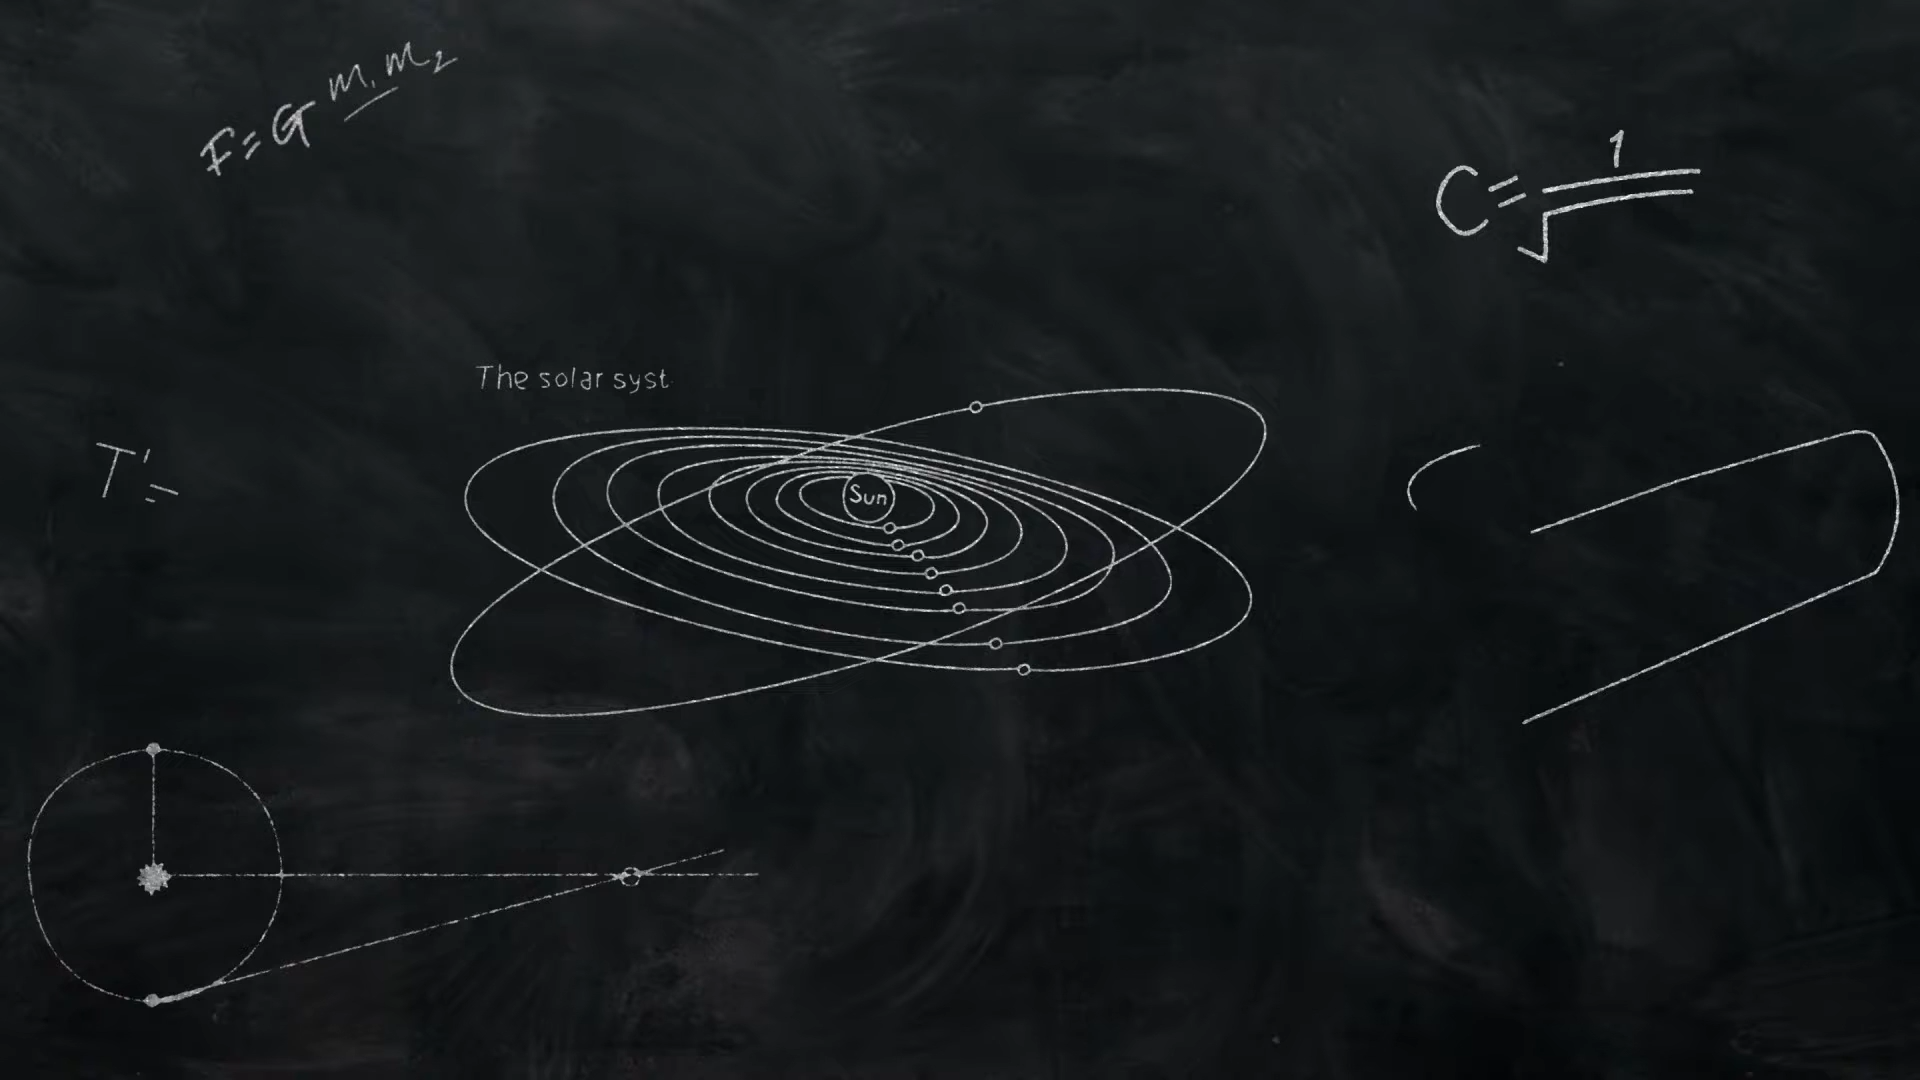 F=G m₁m₂
C= 1
√
The solar syst
T'=
Sun